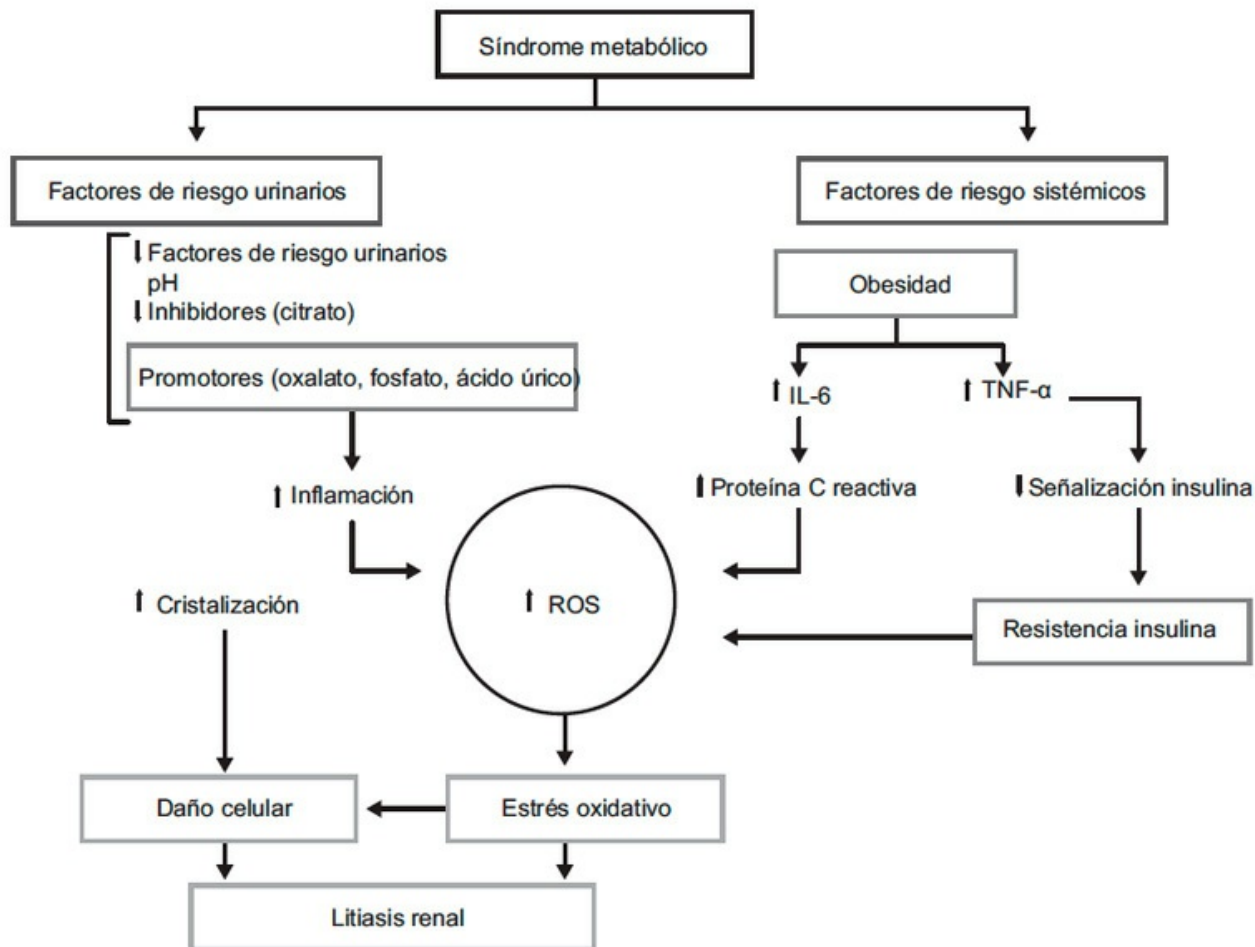 Síndrome metabólico
Factores de riesgo urinarios
Factores de riesgo sistémicos
↓ Factores de riesgo urinarios
pH
↓ Inhibidores (citrato)
Promotores (oxalato, fosfato, ácido úrico)
Obesidad
↑ IL-6
↑ TNF-α
↑ Inflamación
↑ Proteína C reactiva
↓ Señalización insulina
↑ Cristalización
↑ ROS
Resistencia insulina
Daño celular
Estrés oxidativo
Litiasis renal